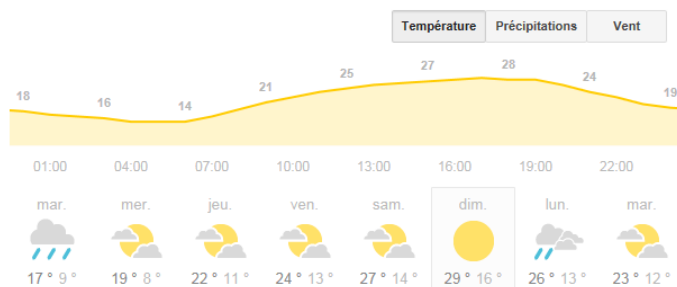 Température Précipitations Vent
18 16 14 21 25 27 28 24 19
01:00 04:00 07:00 10:00 13:00 16:00 19:00 22:00
mar. mer. jeu. ven. sam. dim. lun. mar.
17 ° 9 ° 19 ° 8 ° 22 ° 11 ° 24 ° 13 ° 27 ° 14 ° 29 ° 16 ° 26 ° 13 ° 23 ° 12 °